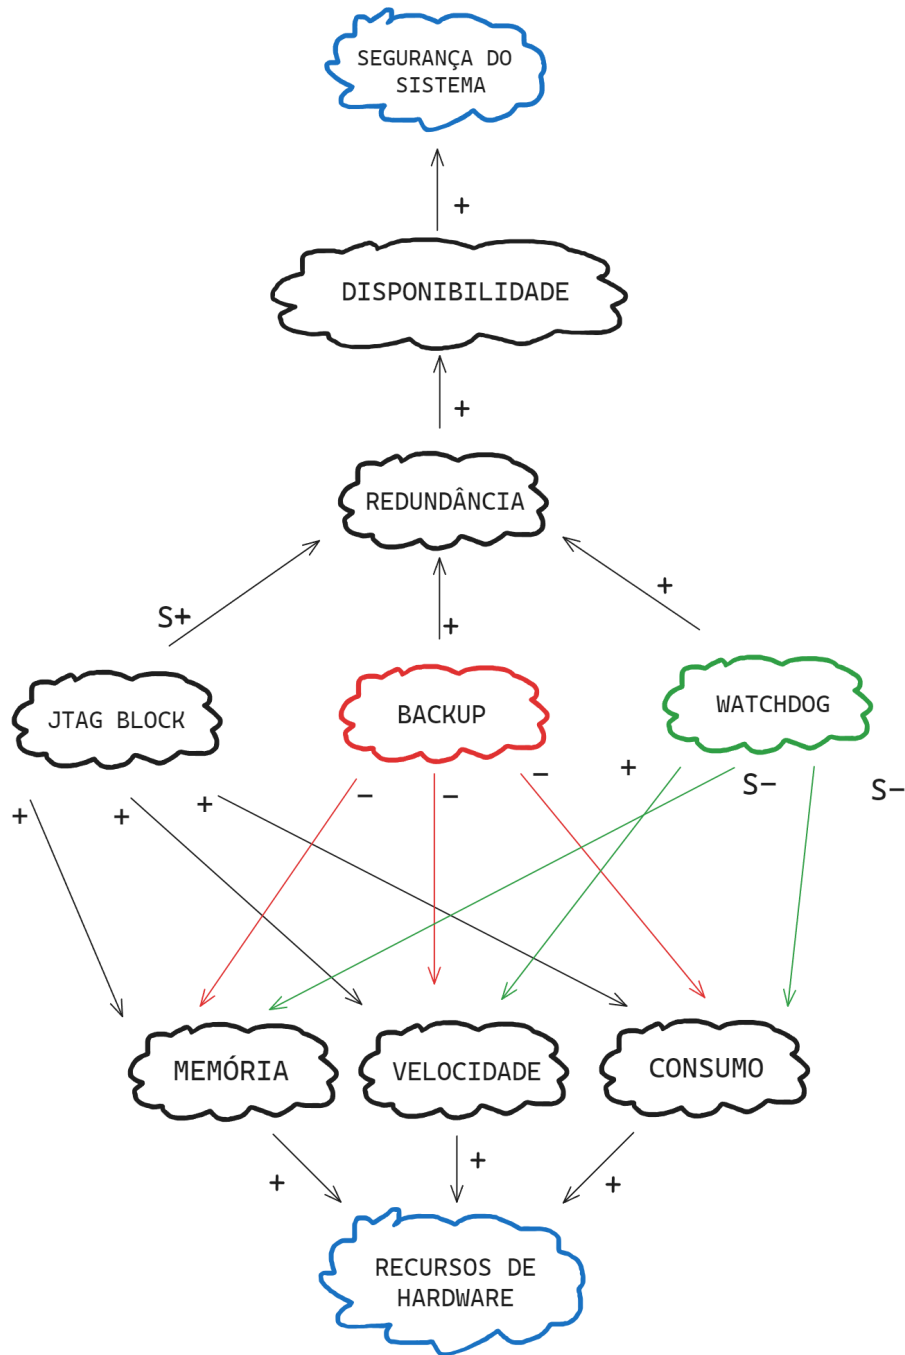 SEGURANÇA DO
SISTEMA
+
DISPONIBILIDADE
+
REDUNDÂNCIA
S+
+
+
JTAG BLOCK
BACKUP
WATCHDOG
+
+
+
-
-
-
+
S-
S-
MEMÓRIA
VELOCIDADE
CONSUMO
+
+
+
RECURSOS DE
HARDWARE